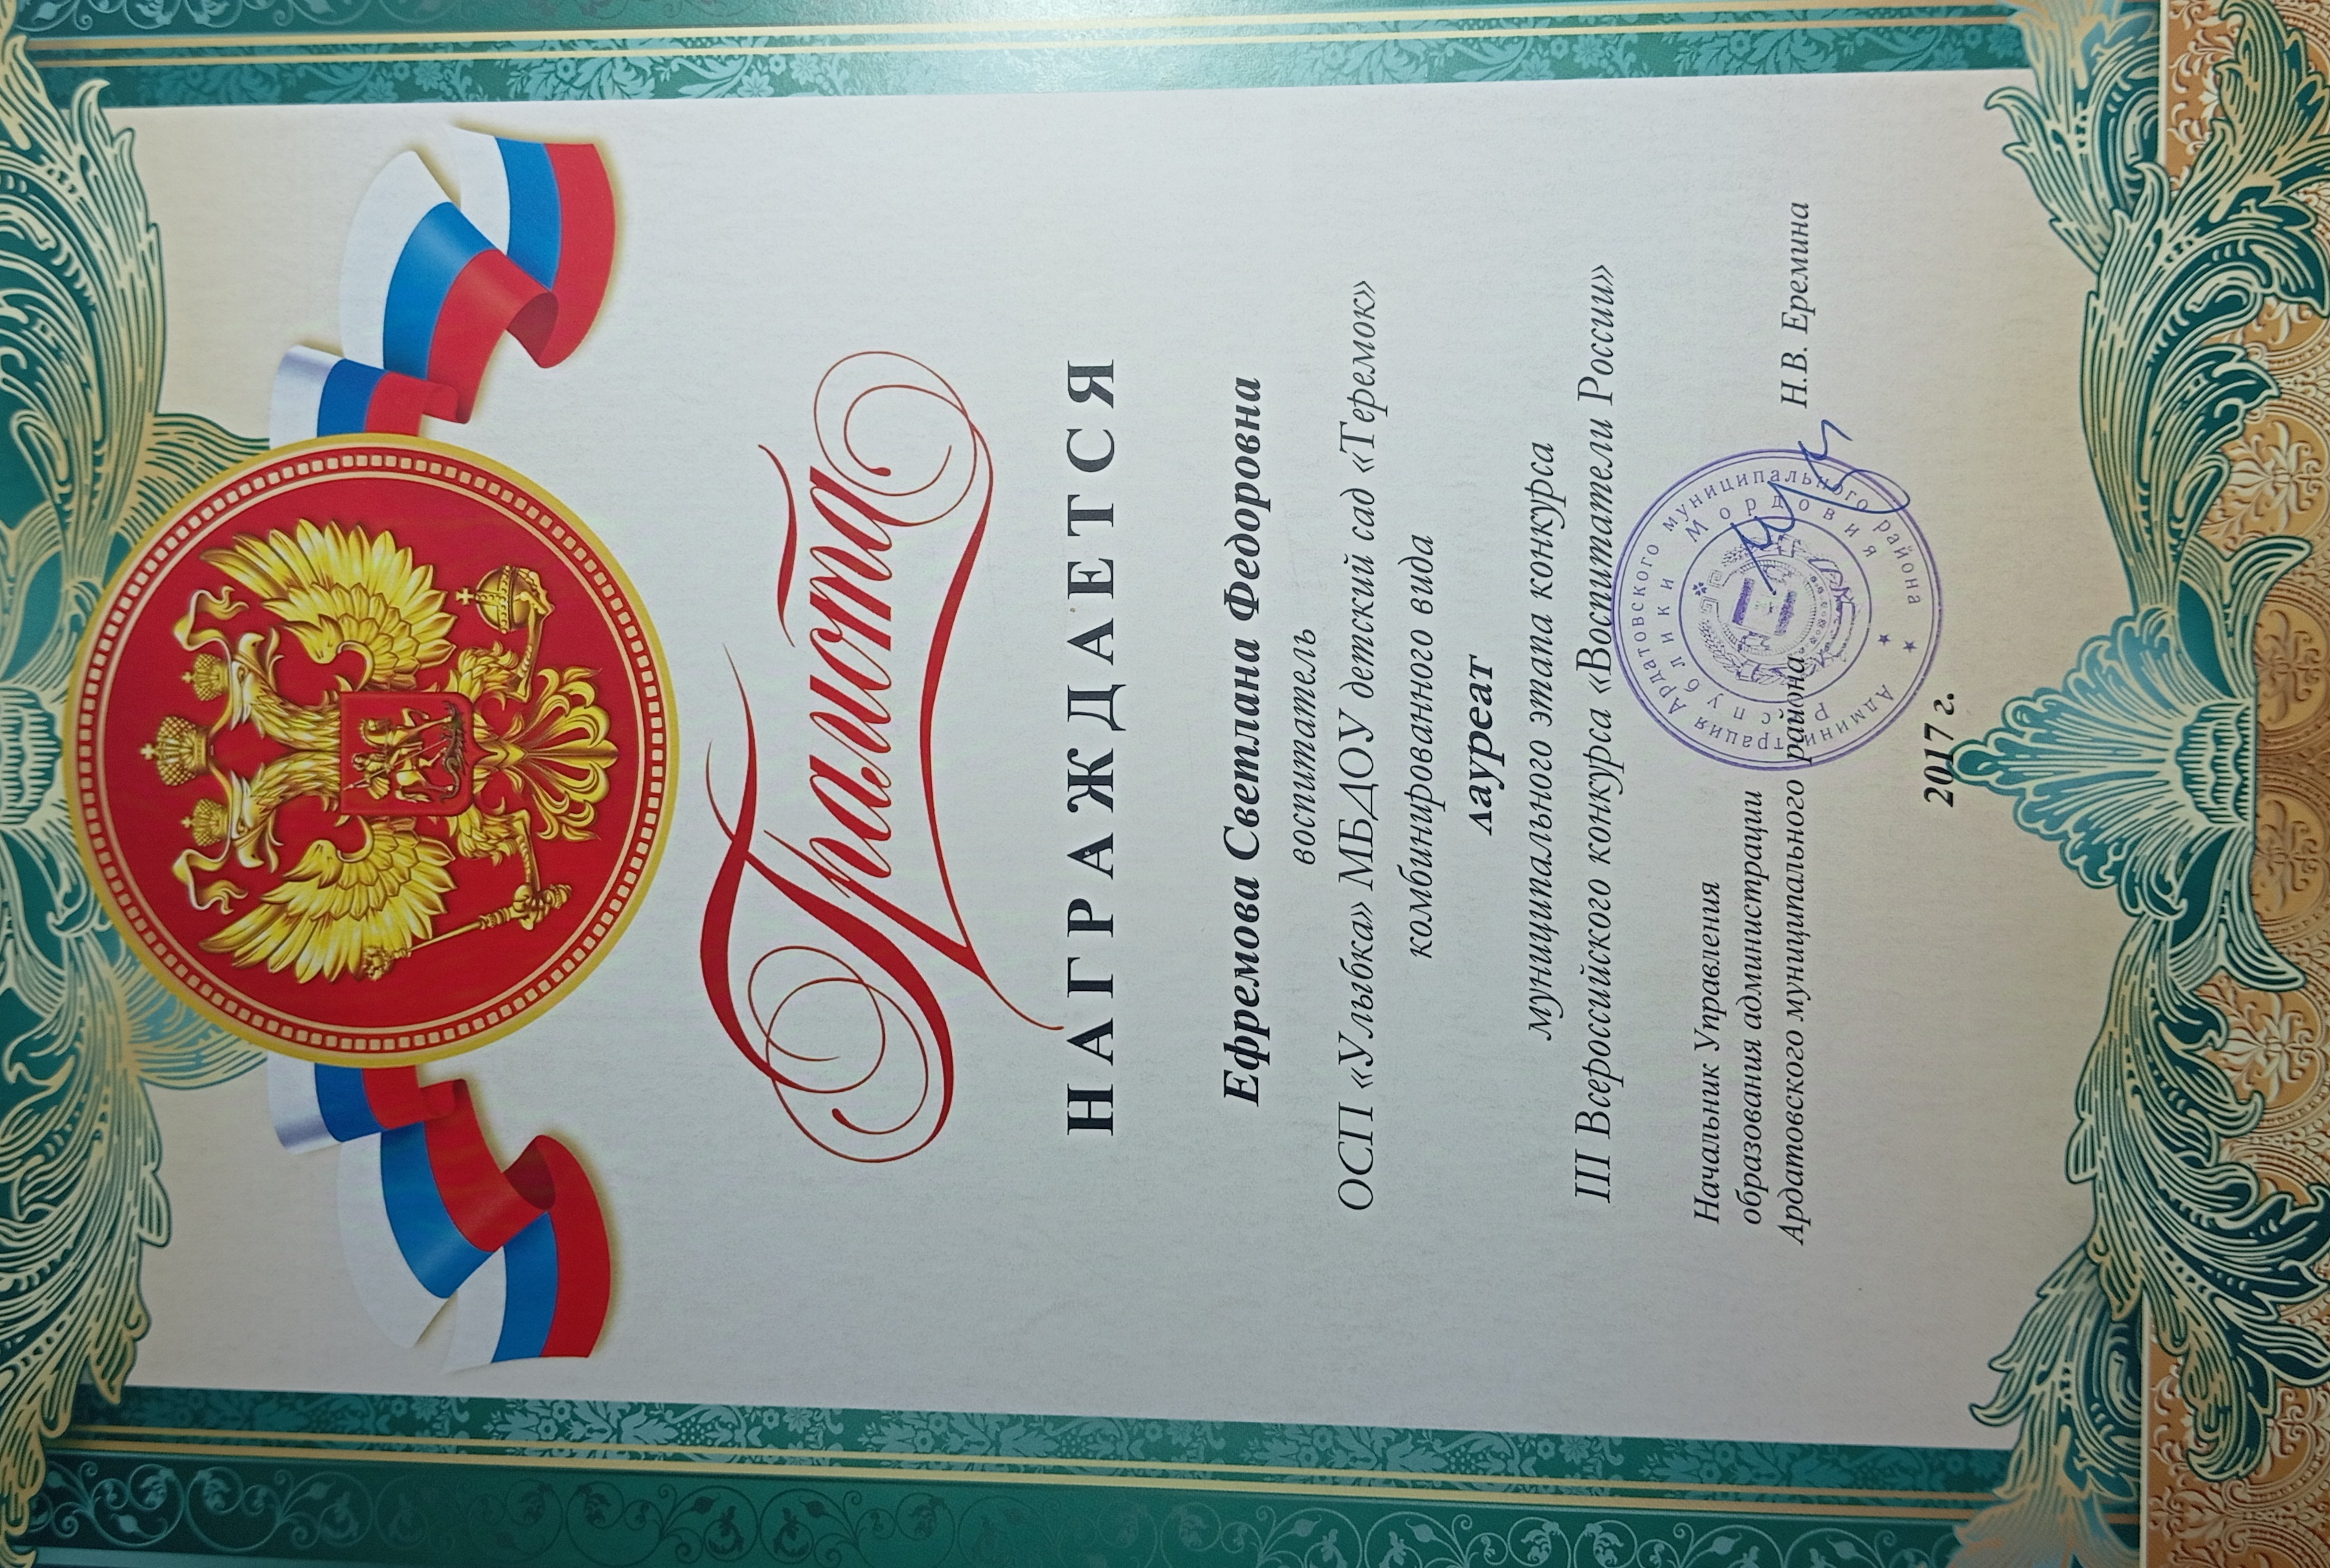 Грамота
НАГРАЖДАЕТСЯ
Ефремова Светлана Федоровна
воспитатель
ОСП «Улыбка» МБДОУ детский сад «Теремок»
комбинированного вида
лауреат
муниципального этапа конкурса
III Всероссийского конкурса «Воспитатели России»
Начальник Управления
образования администрации
Ардатовского муниципального района
Н.В. Еремина
Администрация Ардатовского муниципального района
Республики Мордовия
2017 г.